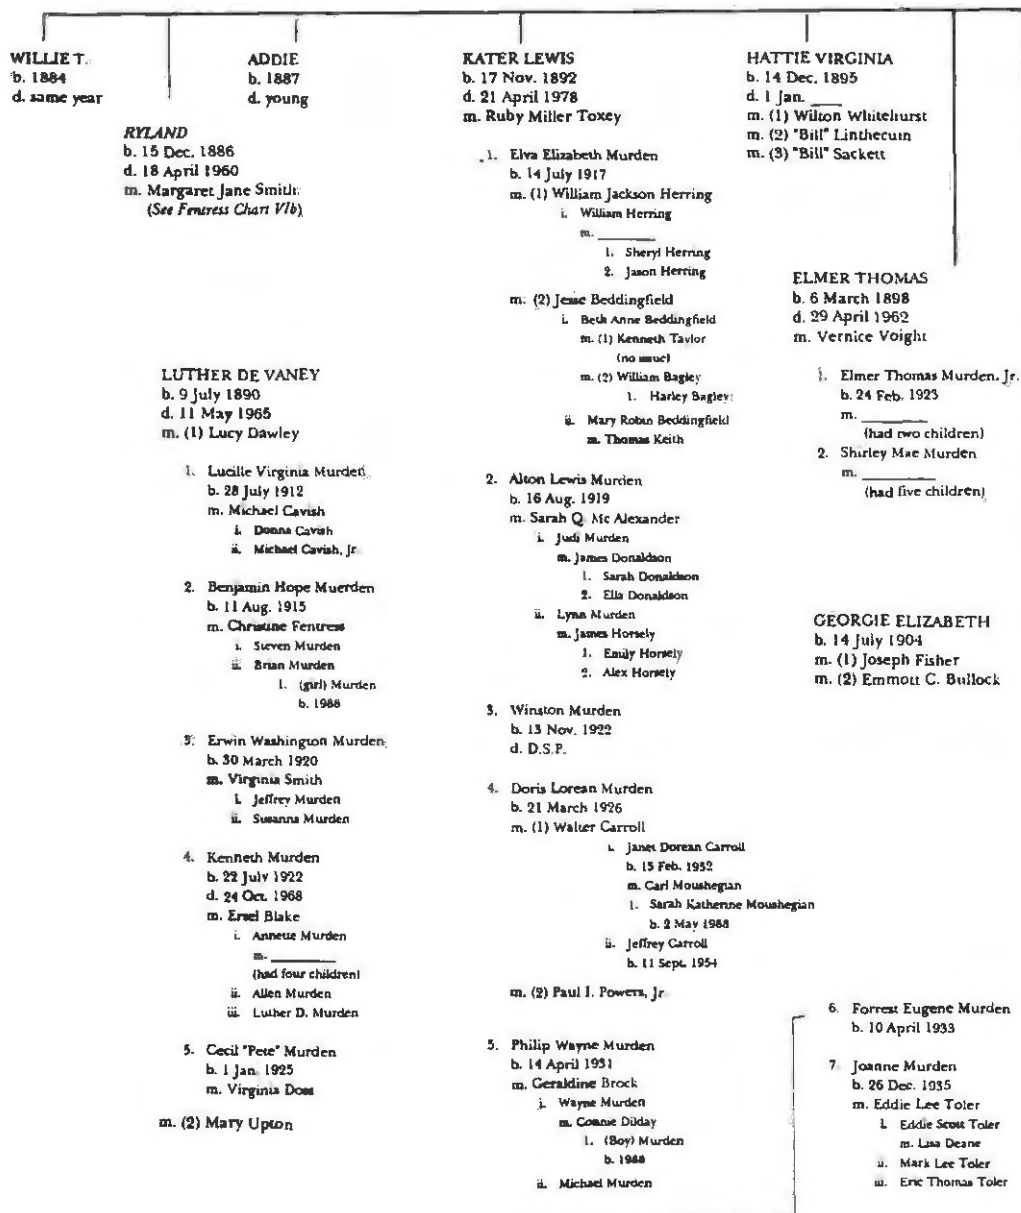 WILLIE T.
b. 1884
d. same year
RYLAND
b. 15 Dec. 1886
d. 18 April 1960
m. Margaret Jane Smith
(See Fentress Chart VIb)
ADDIE
b. 1887
d. young
LUTHER DE VANEY
b. 9 July 1890
d. 11 May 1965
m. (1) Lucy Dawley
1. Lucille Virginia Murden
b. 28 July 1912
m. Michael Cavish
i. Donna Cavish
ii. Michael Cavish, Jr
2. Benjamin Hope Muerden
b. 11 Aug. 1915
m. Christine Fentress
i. Steven Murden
ii. Brian Murden
1. (girl) Murden
b. 1988
3. Erwin Washington Murden
b. 30 March 1920
m. Virginia Smith
i. Jeffrey Murden
ii. Susanna Murden
4. Kenneth Murden
b. 22 July 1922
d. 24 Oct. 1968
m. Ersel Blake
i. Annette Murden
m. ______
(had four children)
ii. Allen Murden
iii. Luther D. Murden
5. Cecil "Pete" Murden
b. 1 Jan. 1925
m. Virginia Doss
m. (2) Mary Upton
KATER LEWIS
b. 17 Nov. 1892
d. 21 April 1978
m. Ruby Miller Toxey
1. Elva Elizabeth Murden
b. 14 July 1917
m. (1) William Jackson Herring
i. William Herring
m. ______
1. Sheryl Herring
2. Jason Herring
m. (2) Jesse Beddingfield
i. Beth Anne Beddingfield
m. (1) Kenneth Taylor
(no issue)
m. (2) William Bagley
1. Harley Bagley
ii. Mary Robin Beddingfield
m. Thomas Keith
2. Alton Lewis Murden
b. 16 Aug. 1919
m. Sarah Q. Mc Alexander
i. Judi Murden
m. James Donaldson
1. Sarah Donaldson
2. Ella Donaldson
ii. Lynn Murden
m. James Horsely
1. Emily Horsely
2. Alex Horsely
3. Winston Murden
b. 13 Nov. 1922
d. D.S.P.
4. Doris Lorean Murden
b. 21 March 1926
m. (1) Walter Carroll
i. Janet Dorean Carroll
b. 15 Feb. 1952
m. Carl Moushegian
1. Sarah Katherine Moushegian
b. 2 May 1988
ii. Jeffrey Carroll
b. 11 Sept. 1954
m. (2) Paul I. Powers, Jr
5. Philip Wayne Murden
b. 14 April 1931
m. Geraldine Brock
i. Wayne Murden
m. Connie Dilday
1. (Boy) Murden
b. 1988
ii. Michael Murden
6. Forrest Eugene Murden
b. 10 April 1933
7 Joanne Murden
b. 26 Dec. 1935
m. Eddie Lee Toler
i. Eddie Scott Toler
m. Lisa Deane
ii. Mark Lee Toler
iii. Eric Thomas Toler
HATTIE VIRGINIA
b. 14 Dec. 1895
d. 1 Jan. ____
m. (1) Wilton Whitehurst
m. (2) "Bill" Linthecum
m. (3) "Bill" Sackett
ELMER THOMAS
b. 6 March 1898
d. 29 April 1962
m. Vernice Voight
1. Elmer Thomas Murden, Jr.
b. 24 Feb. 1923
m. ______
(had two children)
2. Shirley Mae Murden
m. ______
(had five children)
GEORGIE ELIZABETH
b. 14 July 1904
m. (1) Joseph Fisher
m. (2) Emmott C. Bullock